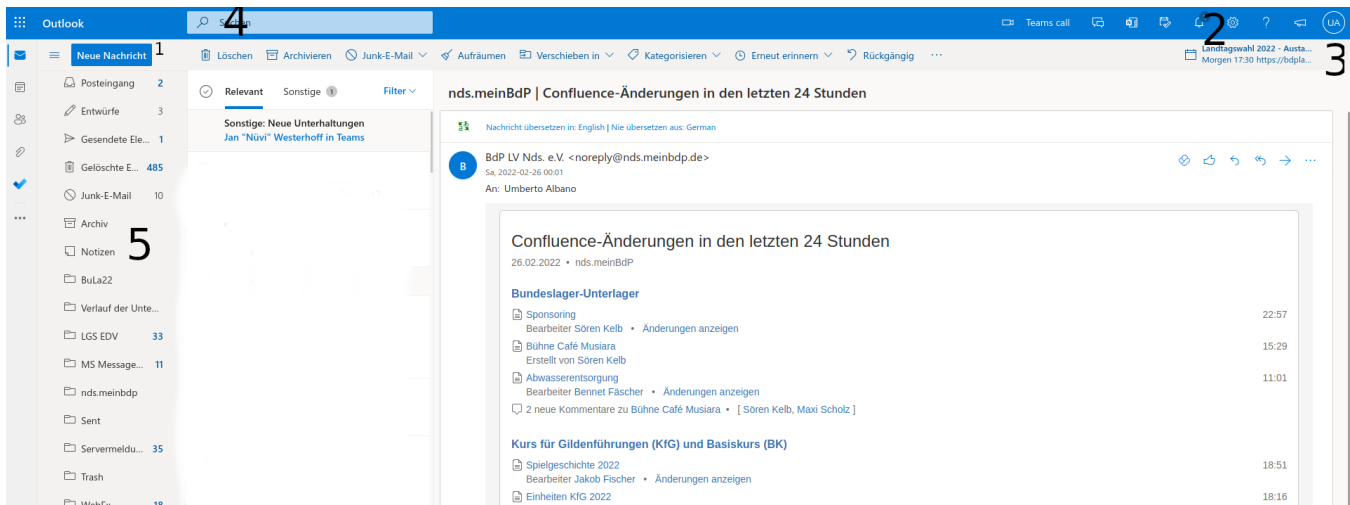 Outlook
Suchen
4
Teams call
2
UA
Neue Nachricht
1
Löschen
Archivieren
Junk-E-Mail
Aufräumen
Verschieben in
Kategorisieren
Erneut erinnern
Rückgängig
Landtagswahl 2022 - Austa...
Morgen 17:30 https://bdpla...
3
Posteingang 2
Entwürfe 3
Gesendete Ele... 1
Gelöschte E... 485
Junk-E-Mail 10
Archiv
Notizen
5
BuLa22
Verlauf der Unte...
LGS EDV 33
MS Message... 11
nds.meinbdp
Sent
Servermeldu... 35
Trash
WebEx 18
Relevant Sonstige 1 Filter
Sonstige: Neue Unterhaltungen
Jan "Nüvi" Westerhoff in Teams
nds.meinBdP | Confluence-Änderungen in den letzten 24 Stunden
Nachricht übersetzen in: English | Nie übersetzen aus: German
B
BdP LV Nds. e.V. <noreply@nds.meinbdp.de>
Sa, 2022-02-26 00:01
An: Umberto Albano
Confluence-Änderungen in den letzten 24 Stunden
26.02.2022 • nds.meinBdP
Bundeslager-Unterlager
Sponsoring 22:57
Bearbeiter Sören Kelb • Änderungen anzeigen
Bühne Café Musiara 15:29
Erstellt von Sören Kelb
Abwasserentsorgung 11:01
Bearbeiter Bennet Fäscher • Änderungen anzeigen
2 neue Kommentare zu Bühne Café Musiara • [ Sören Kelb, Maxi Scholz ]
Kurs für Gildenführungen (KfG) und Basiskurs (BK)
Spielgeschichte 2022 18:51
Bearbeiter Jakob Fischer • Änderungen anzeigen
Einheiten KfG 2022 18:16